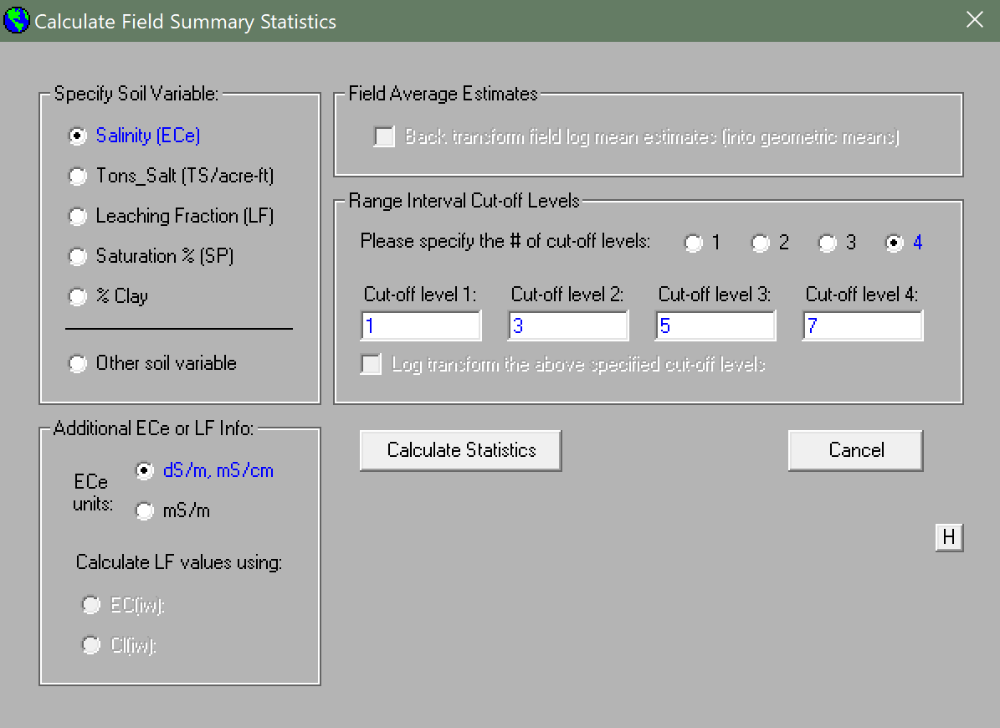 Calculate Field Summary Statistics
Specify Soil Variable:
Salinity (ECe)
Tons_Salt (TS/acre-ft)
Leaching Fraction (LF)
Saturation % (SP)
% Clay
Other soil variable
Field Average Estimates
Back transform field log mean estimates (into geometric means)
Range Interval Cut-off Levels
Please specify the # of cut-off levels: 1 2 3 4
Cut-off level 1: Cut-off level 2: Cut-off level 3: Cut-off level 4:
1 3 5 7
Log transform the above specified cut-off levels
Additional ECe or LF Info:
ECe
units:
dS/m, mS/cm
mS/m
Calculate LF values using:
EC(iw):
Cl(iw):
Calculate Statistics
Cancel
H